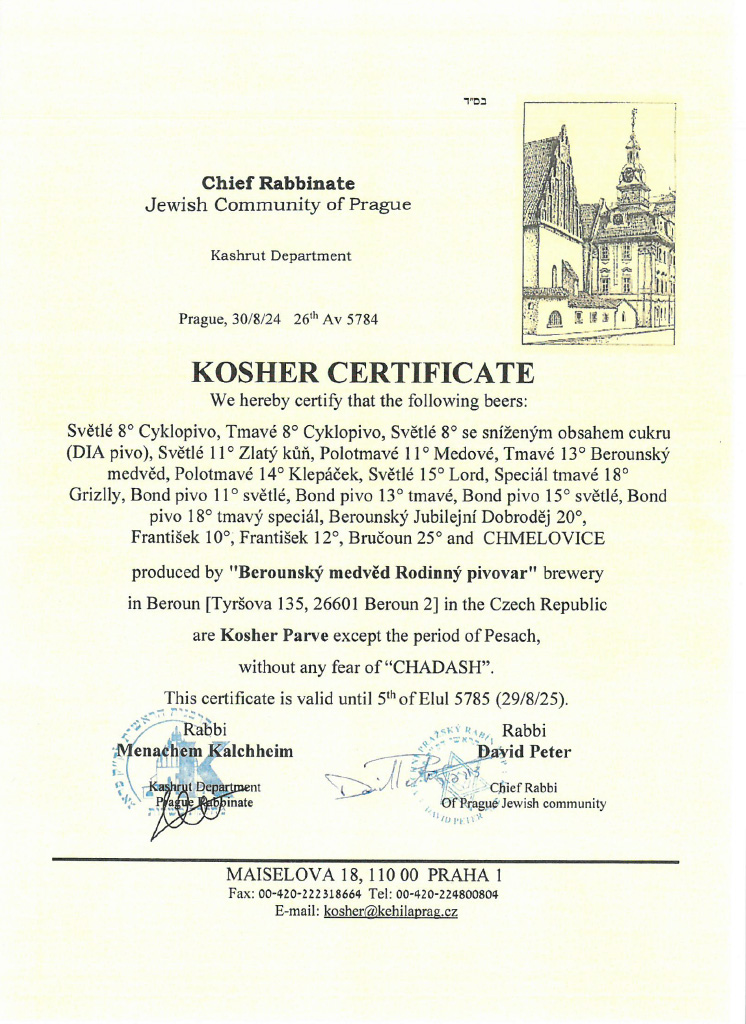 בס"ד
Chief Rabbinate
Jewish Community of Prague
Kashrut Department
Prague, 30/8/24 26th Av 5784
KOSHER CERTIFICATE
We hereby certify that the following beers:
Světlé 8° Cyklopivo, Tmavé 8° Cyklopivo, Světlé 8° se sníženým obsahem cukru
(DIA pivo), Světlé 11° Zlatý kůň, Polotmavé 11° Medové, Tmavé 13° Berounský
medvěd, Polotmavé 14° Klepáček, Světlé 15° Lord, Speciál tmavé 18°
Grizlly, Bond pivo 11° světlé, Bond pivo 13° tmavé, Bond pivo 15° světlé, Bond
pivo 18° tmavý speciál, Berounský Jubilejní Dobroděj 20°,
František 10°, František 12°, Bručoun 25° and CHMELOVICE
produced by "Berounský medvěd Rodinný pivovar" brewery
in Beroun [Tyršova 135, 26601 Beroun 2] in the Czech Republic
are Kosher Parve except the period of Pesach,
without any fear of “CHADASH”.
This certificate is valid until 5th of Elul 5785 (29/8/25).
Rabbi
Menachem Kalchheim
Kashrut Department
Prague Rabbinate
Rabbi
David Peter
Chief Rabbi
Of Prague Jewish community
PRAŽSKÝ RABÍN
DAVID PETER
MAISELOVA 18, 110 00 PRAHA 1
Fax: 00-420-222318664 Tel: 00-420-224800804
E-mail: kosher@kehilaprag.cz